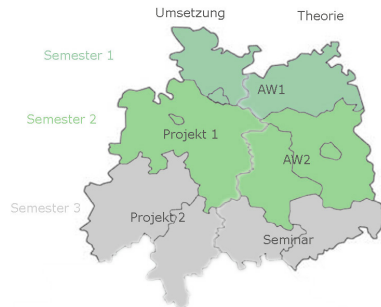 Umsetzung
Theorie
Semester 1
AW1
Semester 2
Projekt 1
AW2
Semester 3
Projekt 2
Seminar